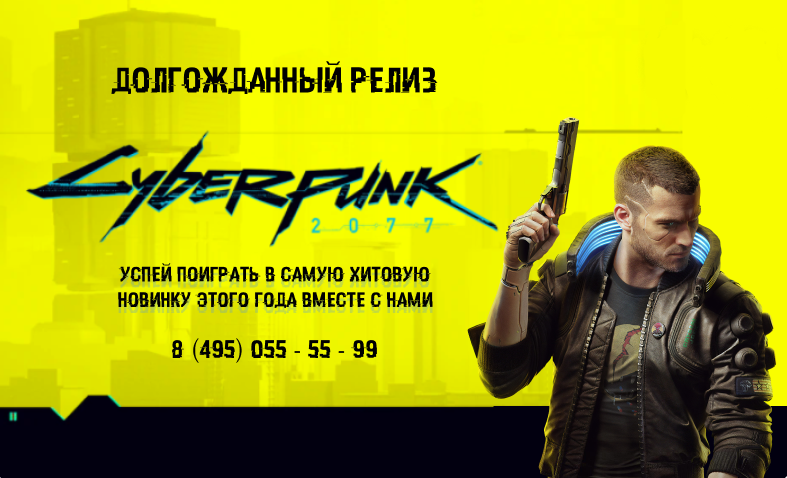 ДОЛГОЖДАННЫЙ РЕЛИЗ
Cyberpunk
2077
УСПЕЙ ПОИГРАТЬ В САМУЮ ХИТОВУЮ
НОВИНКУ ЭТОГО ГОДА ВМЕСТЕ С НАМИ
8 (495) 055 - 55 - 99